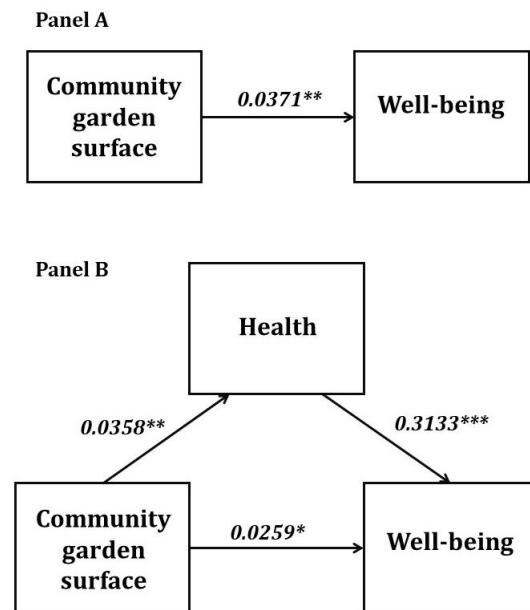 Panel A
Community
garden
surface
0.0371**
Well-being
Panel B
Health
0.0358**
0.3133***
Community
garden
surface
0.0259*
Well-being